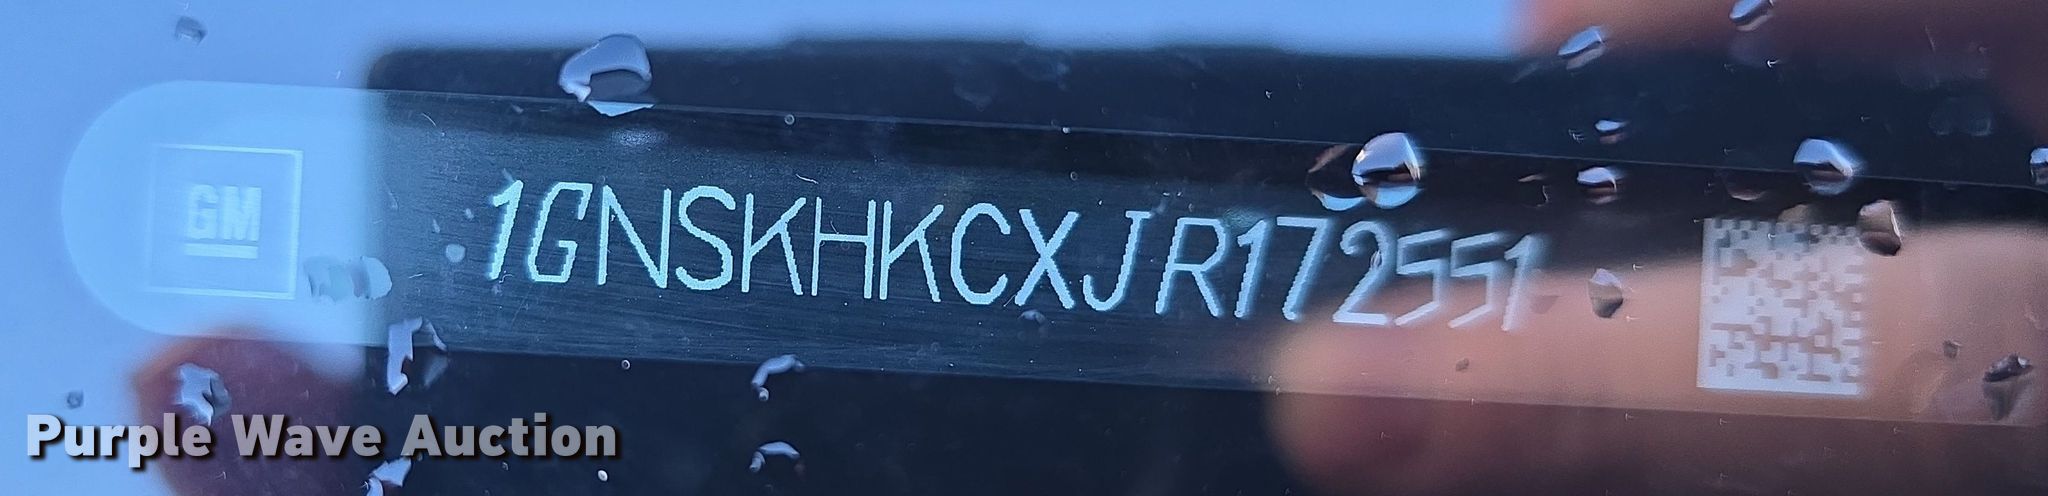 GM
1GNSKHKCXJR172551
Purple Wave Auction